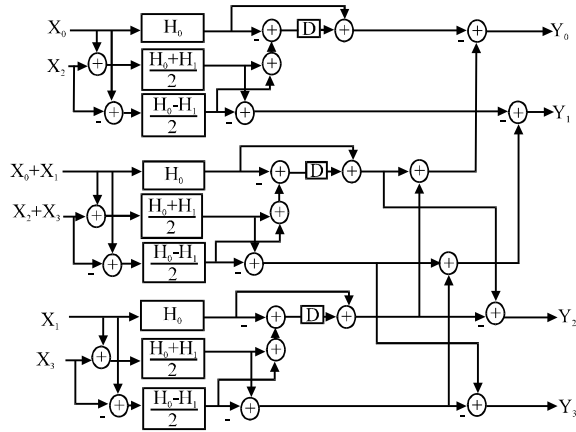 X₀ H₀ D Y₀
X₂ H₀+H₁
2
H₀-H₁
2
Y₁
X₀+X₁ H₀ D
X₂+X₃ H₀+H₁
2
H₀-H₁
2
X₁ H₀ D Y₂
X₃ H₀+H₁
2
H₀-H₁
2
Y₃